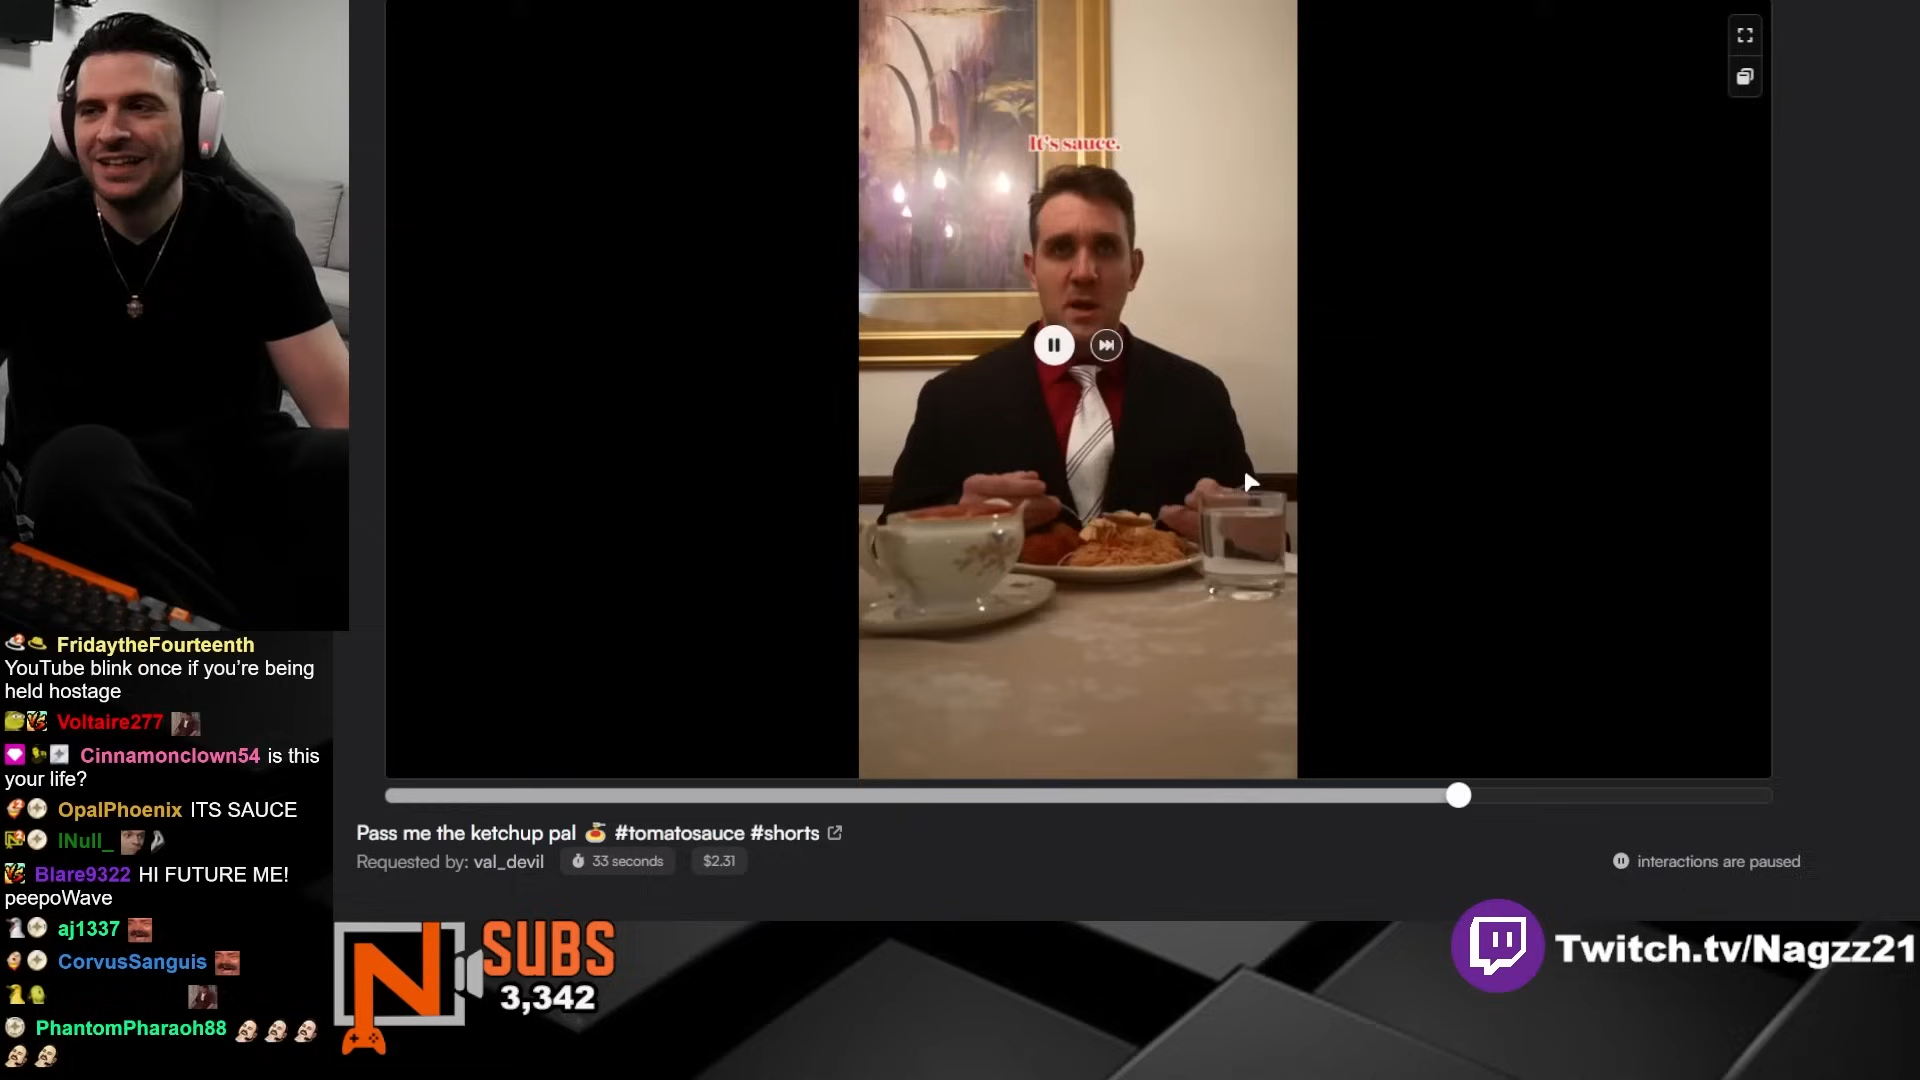 It's sauce.
FridaytheFourteenth
YouTube blink once if you're being
held hostage
Voltaire277
Cinnamonclown54 is this
your life?
OpalPhoenix ITS SAUCE
INull_
Blare9322 HI FUTURE ME!
peepoWave
aj1337
CorvusSanguis
PhantomPharaoh88
Pass me the ketchup pal #tomatosauce #shorts
Requested by: val_devil 33 seconds $2.31
interactions are paused
SUBS
3,342
Twitch.tv/Nagzz21